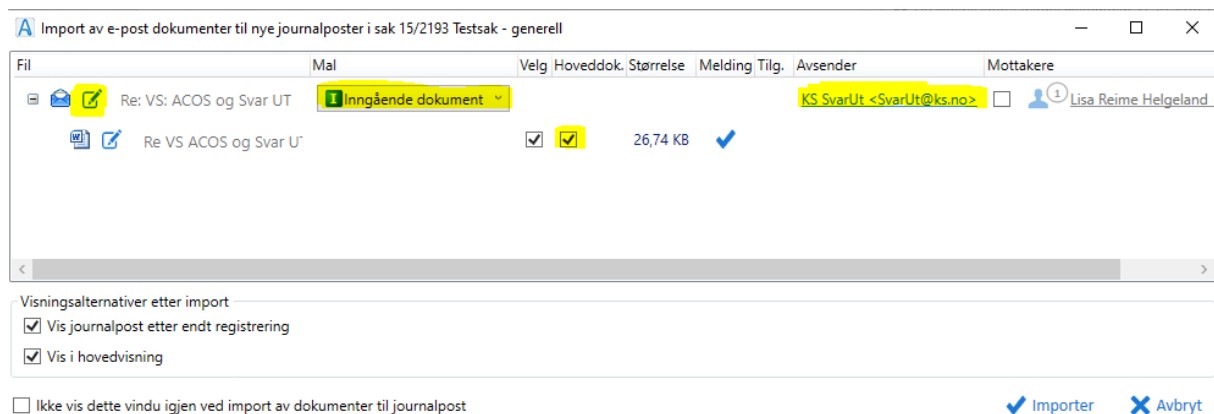 Import av e-post dokumenter til nye journalposter i sak 15/2193 Testsak - generell
Fil Mal Velg Hoveddok. Størrelse Melding Tilg. Avsender Mottakere
Re: VS: ACOS og Svar UT I Inngående dokument KS SvarUt <SvarUt@ks.no> 1 Lisa Reime Helgeland
Re VS ACOS og Svar U 26,74 KB
Visningsalternativer etter import
Vis journalpost etter endt registrering
Vis i hovedvisning
Ikke vis dette vindu igjen ved import av dokumenter til journalpost Importer Avbryt